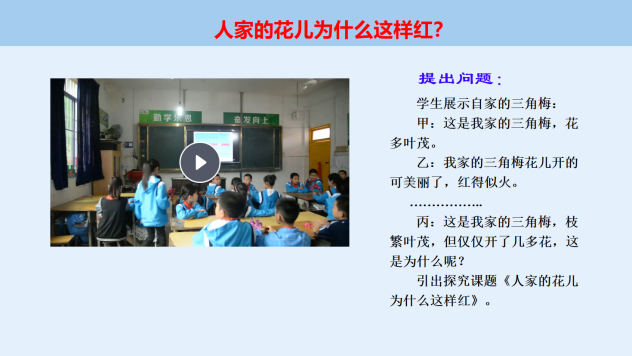 人家的花儿为什么这样红？
提出问题：
勤学
奋发向上
学生展示自家的三角梅：
甲：这是我家的三角梅，花
多叶茂。
乙：我家的三角梅花儿开的
可美丽了，红得似火。
……………..
丙：这是我家的三角梅，枝
繁叶茂，但仅仅开了几多花，这
是为什么呢？
引出探究课题《人家的花儿
为什么这样红》。